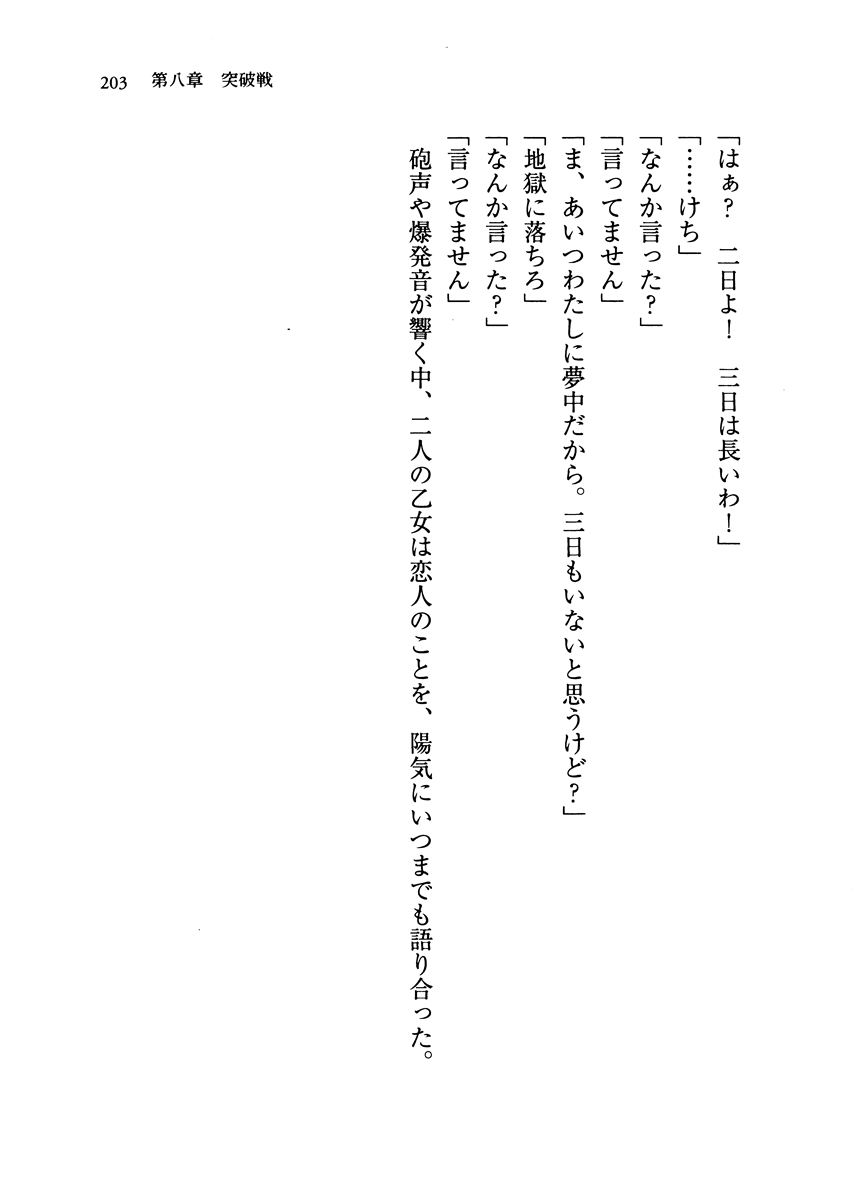 203 第八章 突破戦
「はぁ? 二日よ! 三日は長いわ!」
「……けち」
「なんか言った?」
「言ってません」
「ま、あいつわたしに夢中だから。三日もいないと思うけど?」
「地獄に落ちろ」
「なんか言った?」
「言ってません」
砲声や爆発音が響く中、二人の乙女は恋人のことを、陽気にいつまでも語り合った。